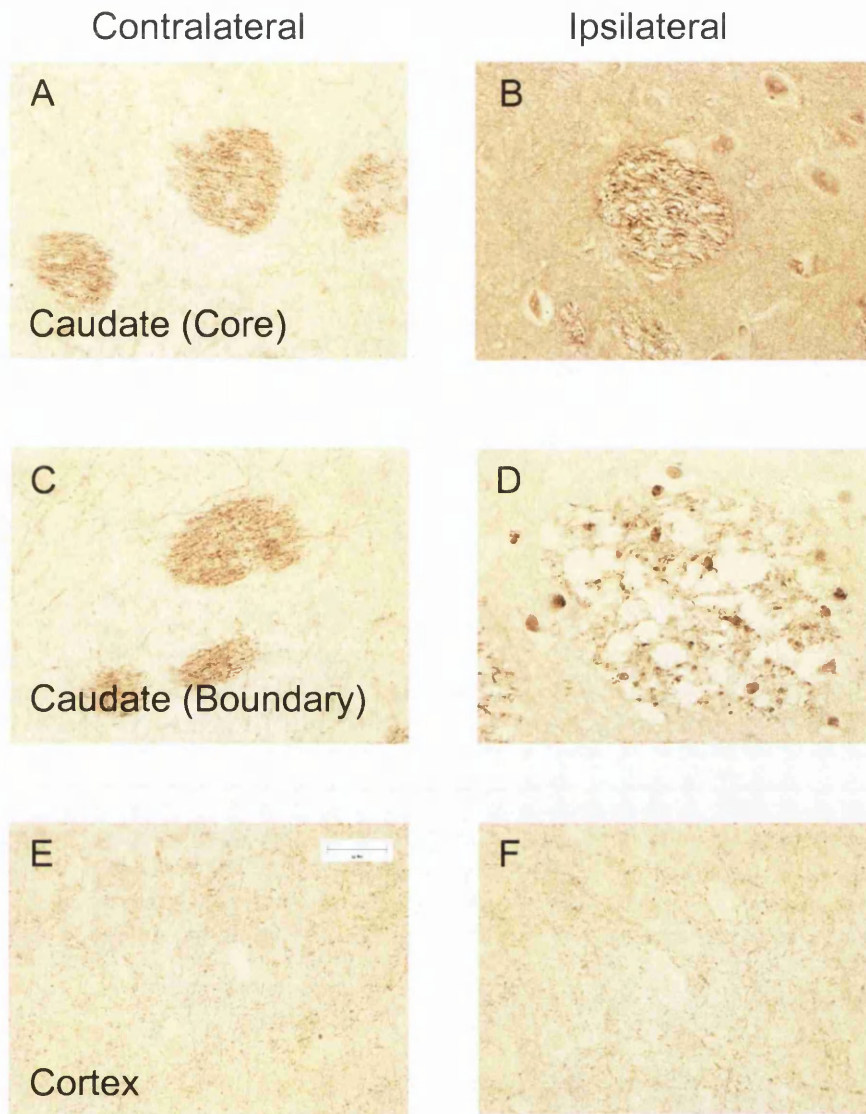 Contralateral
Ipsilateral
A
B
Caudate (Core)
C
D
Caudate (Boundary)
E
F
Cortex